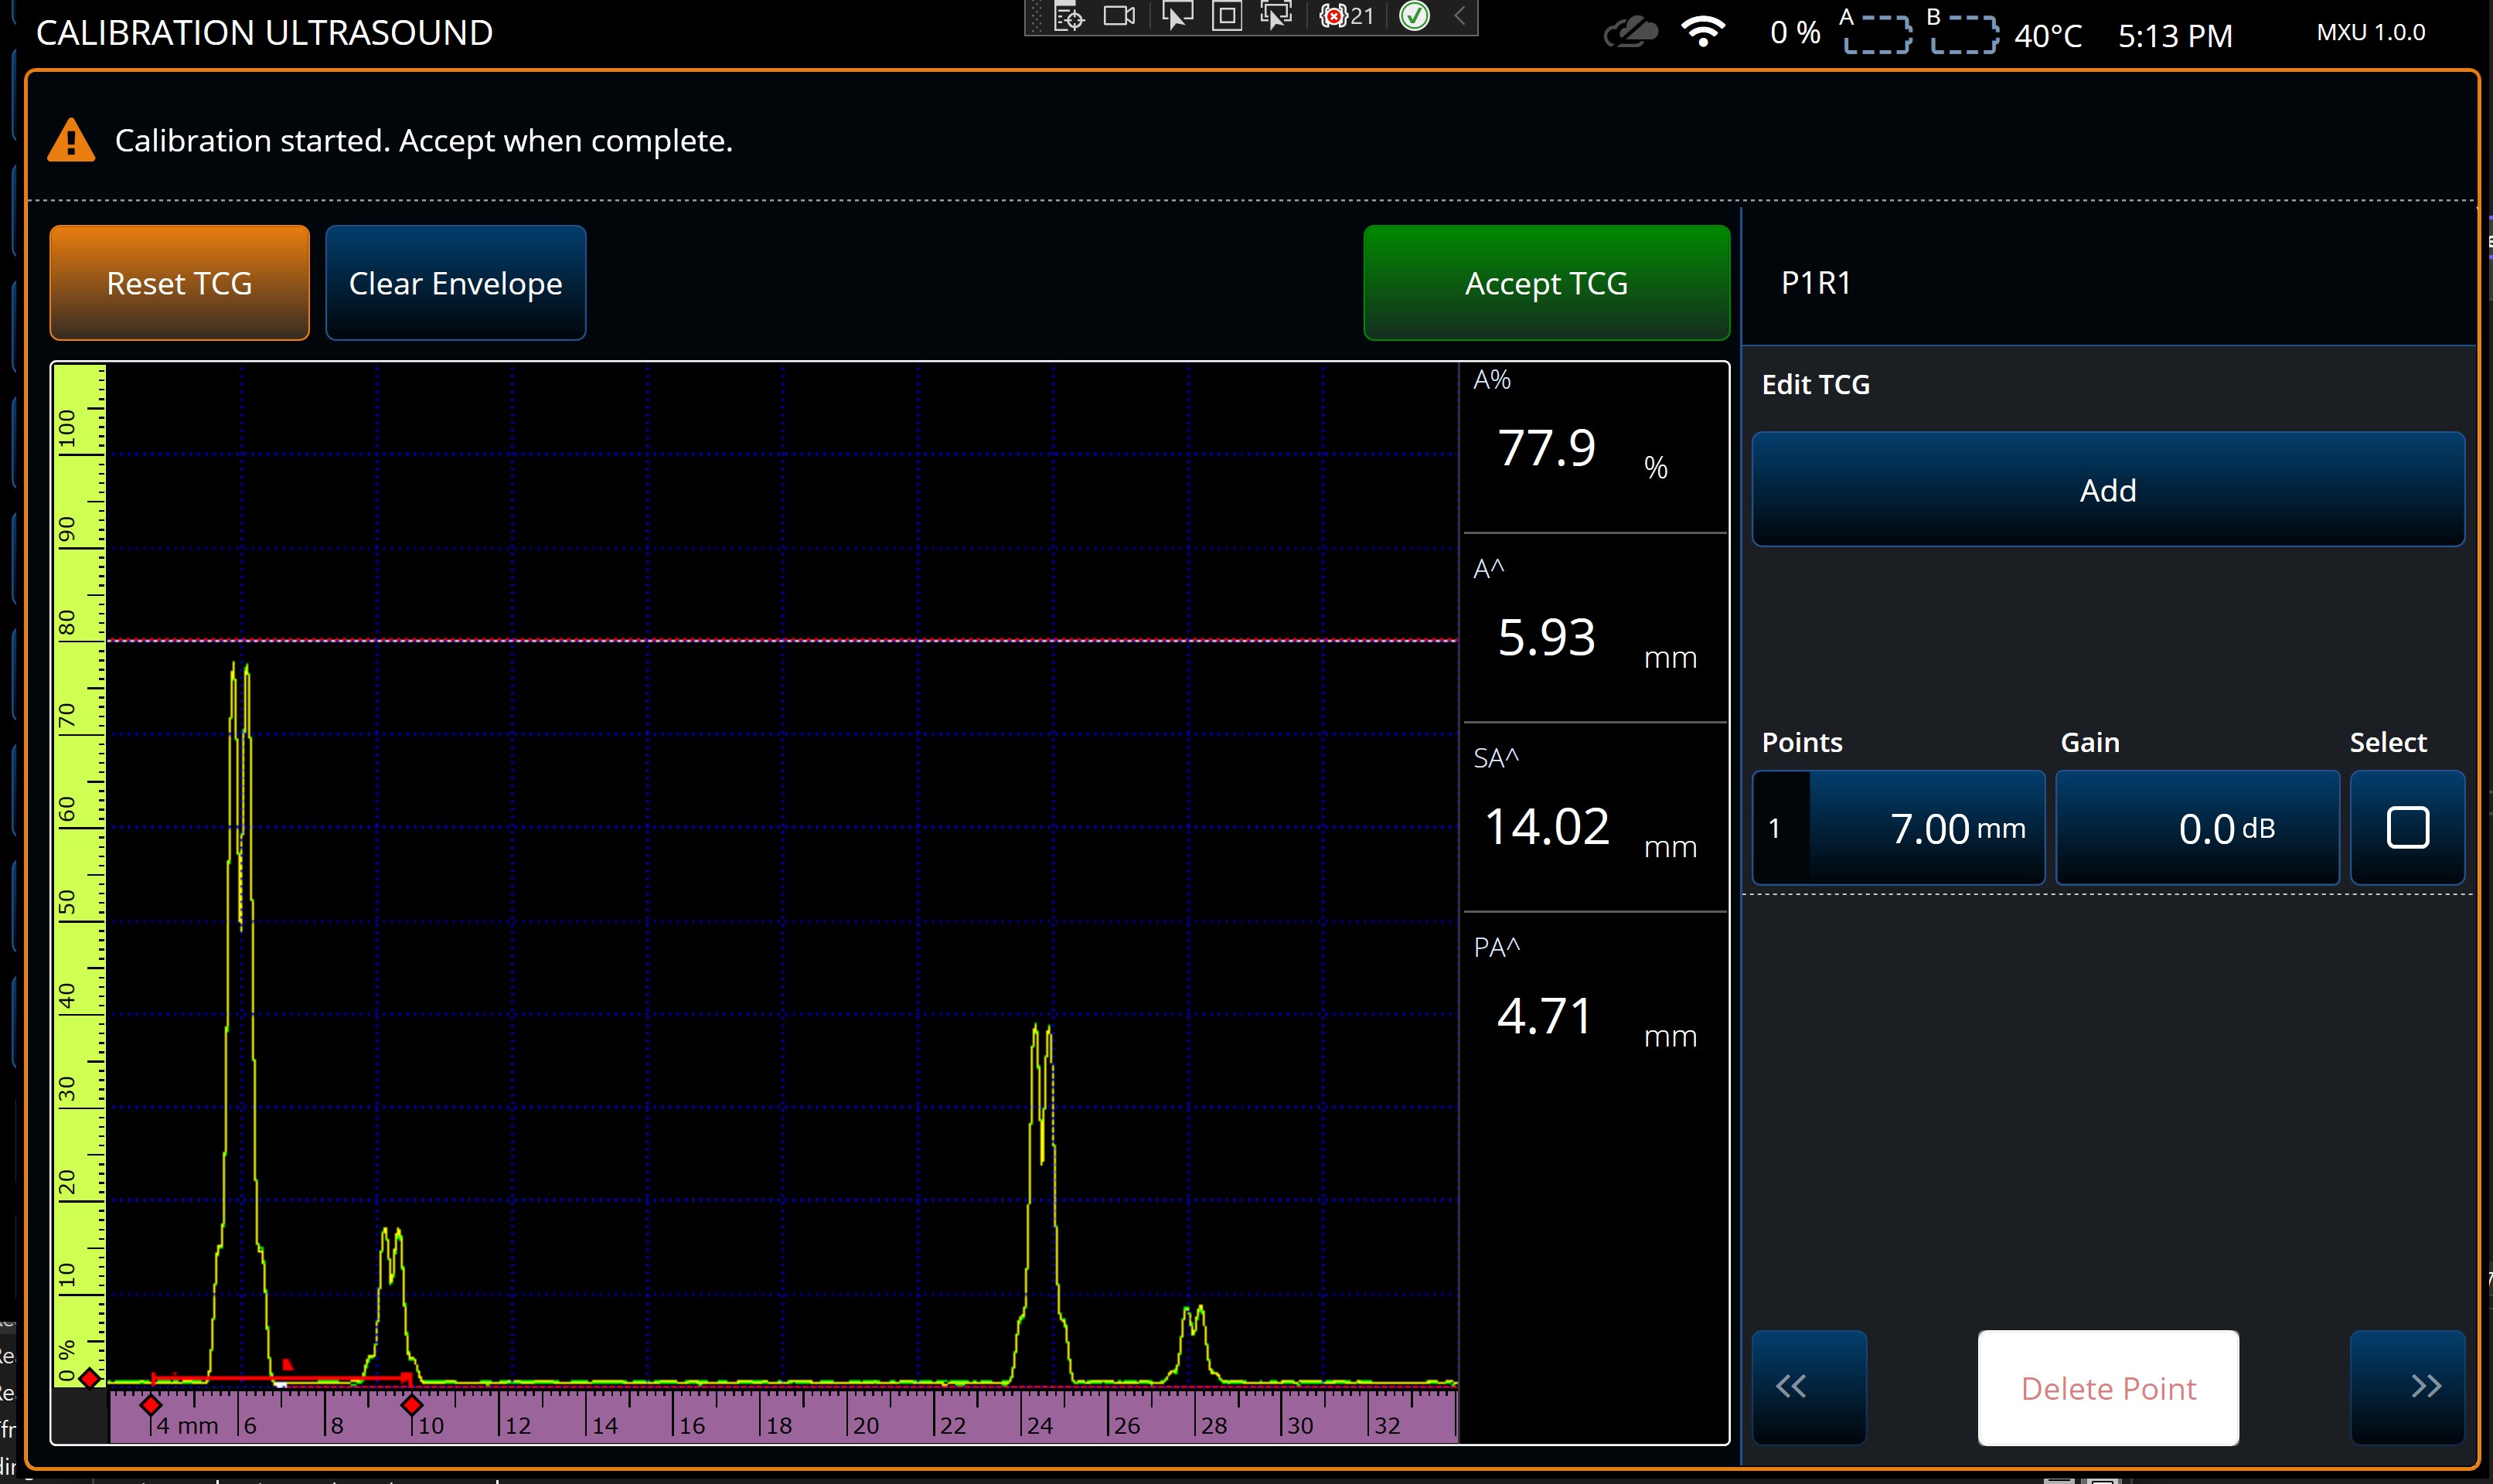 CALIBRATION ULTRASOUND
21
0 % A B 40°C 5:13 PM MXU 1.0.0
Calibration started. Accept when complete.
Reset TCG
Clear Envelope
Accept TCG
P1R1
Edit TCG
Add
Points Gain Select
1 7.00 mm 0.0 dB
Delete Point
A%
77.9 %
A^
5.93 mm
SA^
14.02 mm
PA^
4.71 mm
100
90
80
70
60
50
40
30
20
10
0 %
4 mm 6 8 10 12 14 16 18 20 22 24 26 28 30 32